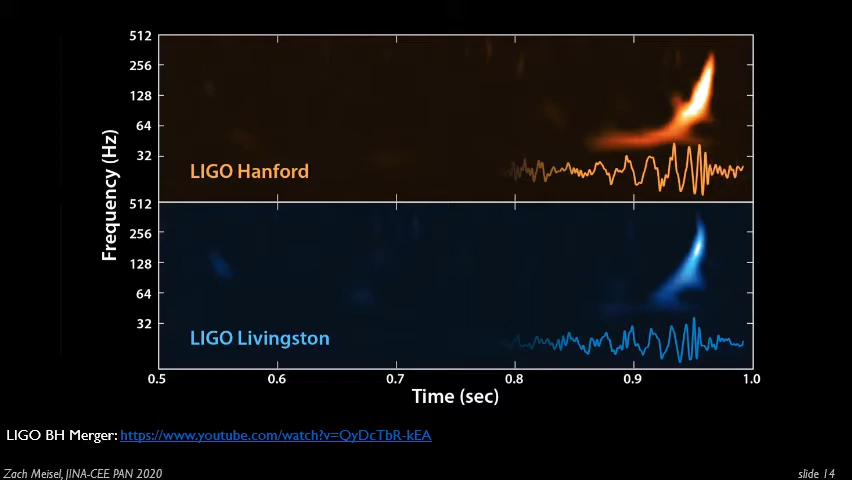 512
256
128
64
32
LIGO Hanford
Frequency (Hz)
512
256
128
64
32
LIGO Livingston
0.5 0.6 0.7 0.8 0.9 1.0
Time (sec)
LIGO BH Merger: https://www.youtube.com/watch?v=QyDcTbR-kEA
Zach Meisel, JINA-CEE PAN 2020
slide 14